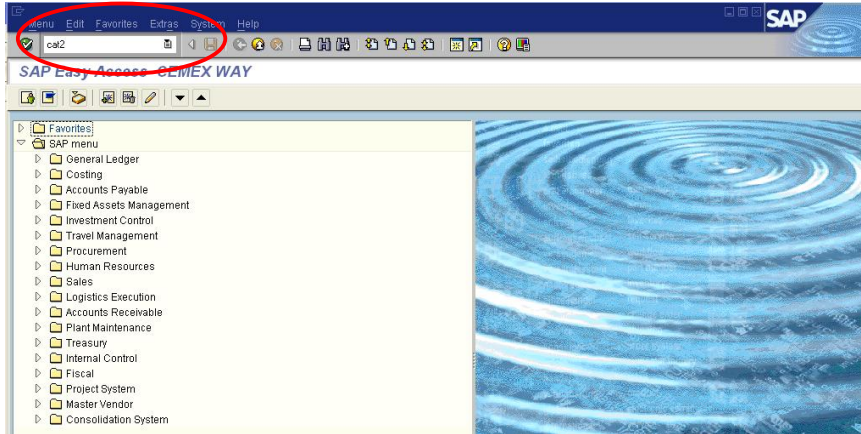 Menu Edit Favorites Extras System Help
SAP
cat2
SAP Easy Access CEMEX WAY
Favorites
SAP menu
General Ledger
Costing
Accounts Payable
Fixed Assets Management
Investment Control
Travel Management
Procurement
Human Resources
Sales
Logistics Execution
Accounts Receivable
Plant Maintenance
Treasury
Internal Control
Fiscal
Project System
Master Vendor
Consolidation System